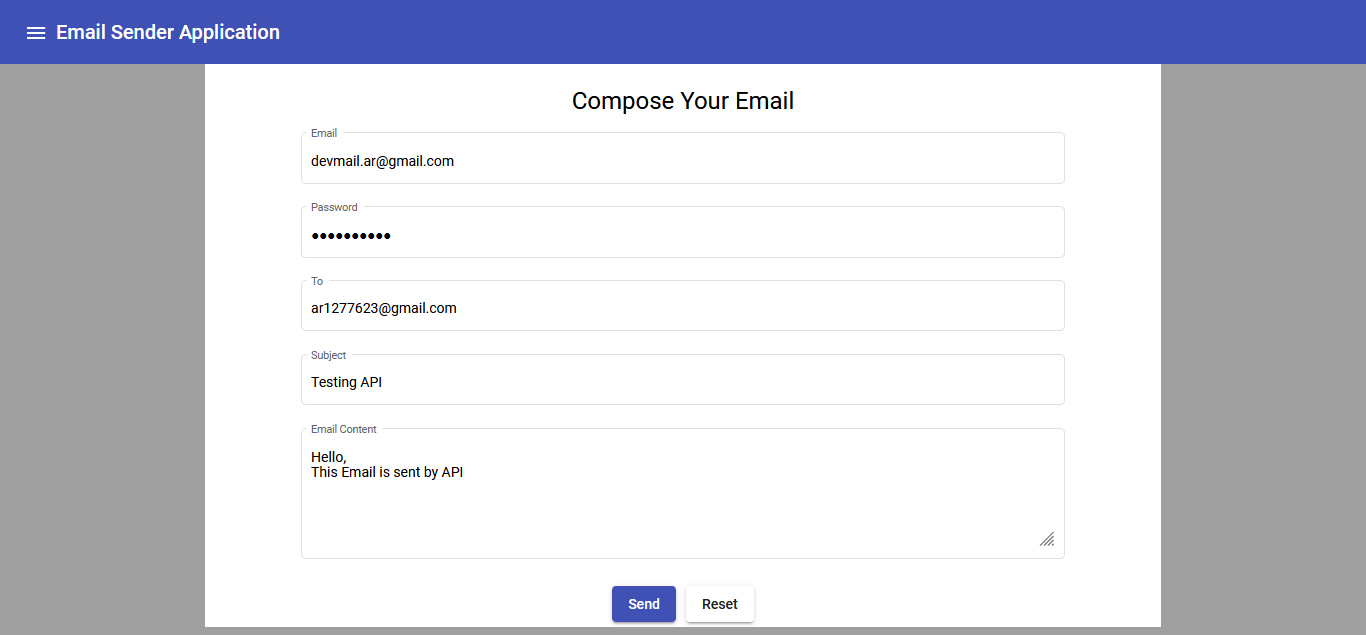 Email Sender Application
Compose Your Email
Email
devmail.ar@gmail.com
Password
●●●●●●●●●●
To
ar1277623@gmail.com
Subject
Testing API
Email Content
Hello,
This Email is sent by API
Send
Reset